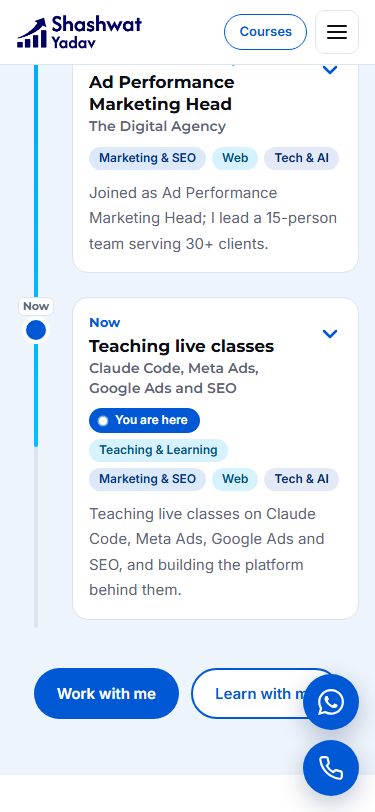 Shashwat
Yadav
Courses
Ad Performance
Marketing Head
The Digital Agency
Marketing & SEO
Web
Tech & AI
Joined as Ad Performance
Marketing Head; I lead a 15-person
team serving 30+ clients.
Now
Now
Teaching live classes
Claude Code, Meta Ads,
Google Ads and SEO
You are here
Teaching & Learning
Marketing & SEO
Web
Tech & AI
Teaching live classes on Claude
Code, Meta Ads, Google Ads and
SEO, and building the platform
behind them.
Work with me
Learn with